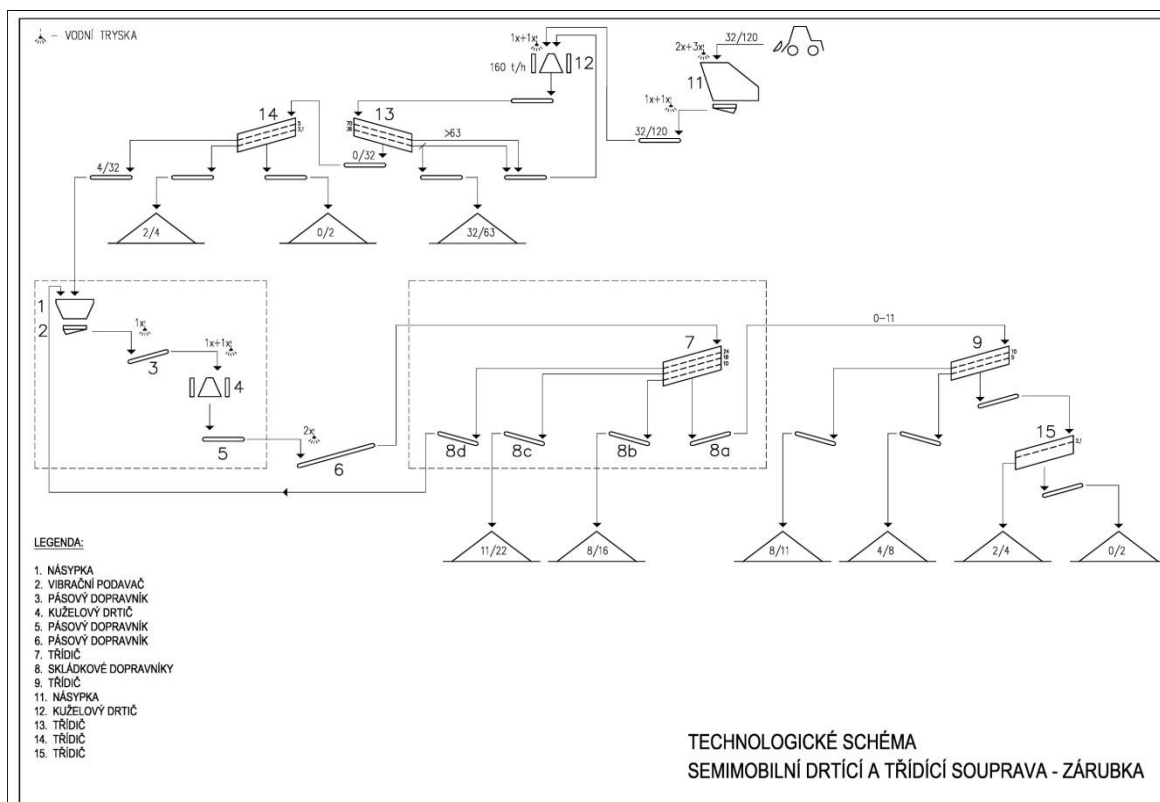 – VODNÍ TRYSKA
1x+1x
160 t/h
12
2x+3x
32/120
11
1x+1x
32/120
14
13
>63
0/32
4/32
2/4
0/2
32/63
1
2
1x
3
1x+1x
4
5
2x
6
7
24
18
10
8d
8c
8b
8a
0-11
9
10
5
15
11/22
8/16
8/11
4/8
2/4
0/2
LEGENDA:
1. NÁSYPKA
2. VIBRAČNÍ PODAVAČ
3. PÁSOVÝ DOPRAVNÍK
4. KUŽELOVÝ DRTIČ
5. PÁSOVÝ DOPRAVNÍK
6. PÁSOVÝ DOPRAVNÍK
7. TŘÍDIČ
8. SKLÁDKOVÉ DOPRAVNÍKY
9. TŘÍDIČ
11. NÁSYPKA
12. KUŽELOVÝ DRTIČ
13. TŘÍDIČ
14. TŘÍDIČ
15. TŘÍDIČ
TECHNOLOGICKÉ SCHÉMA
SEMIMOBILNÍ DRTÍCÍ A TŘÍDÍCÍ SOUPRAVA - ZÁRUBKA